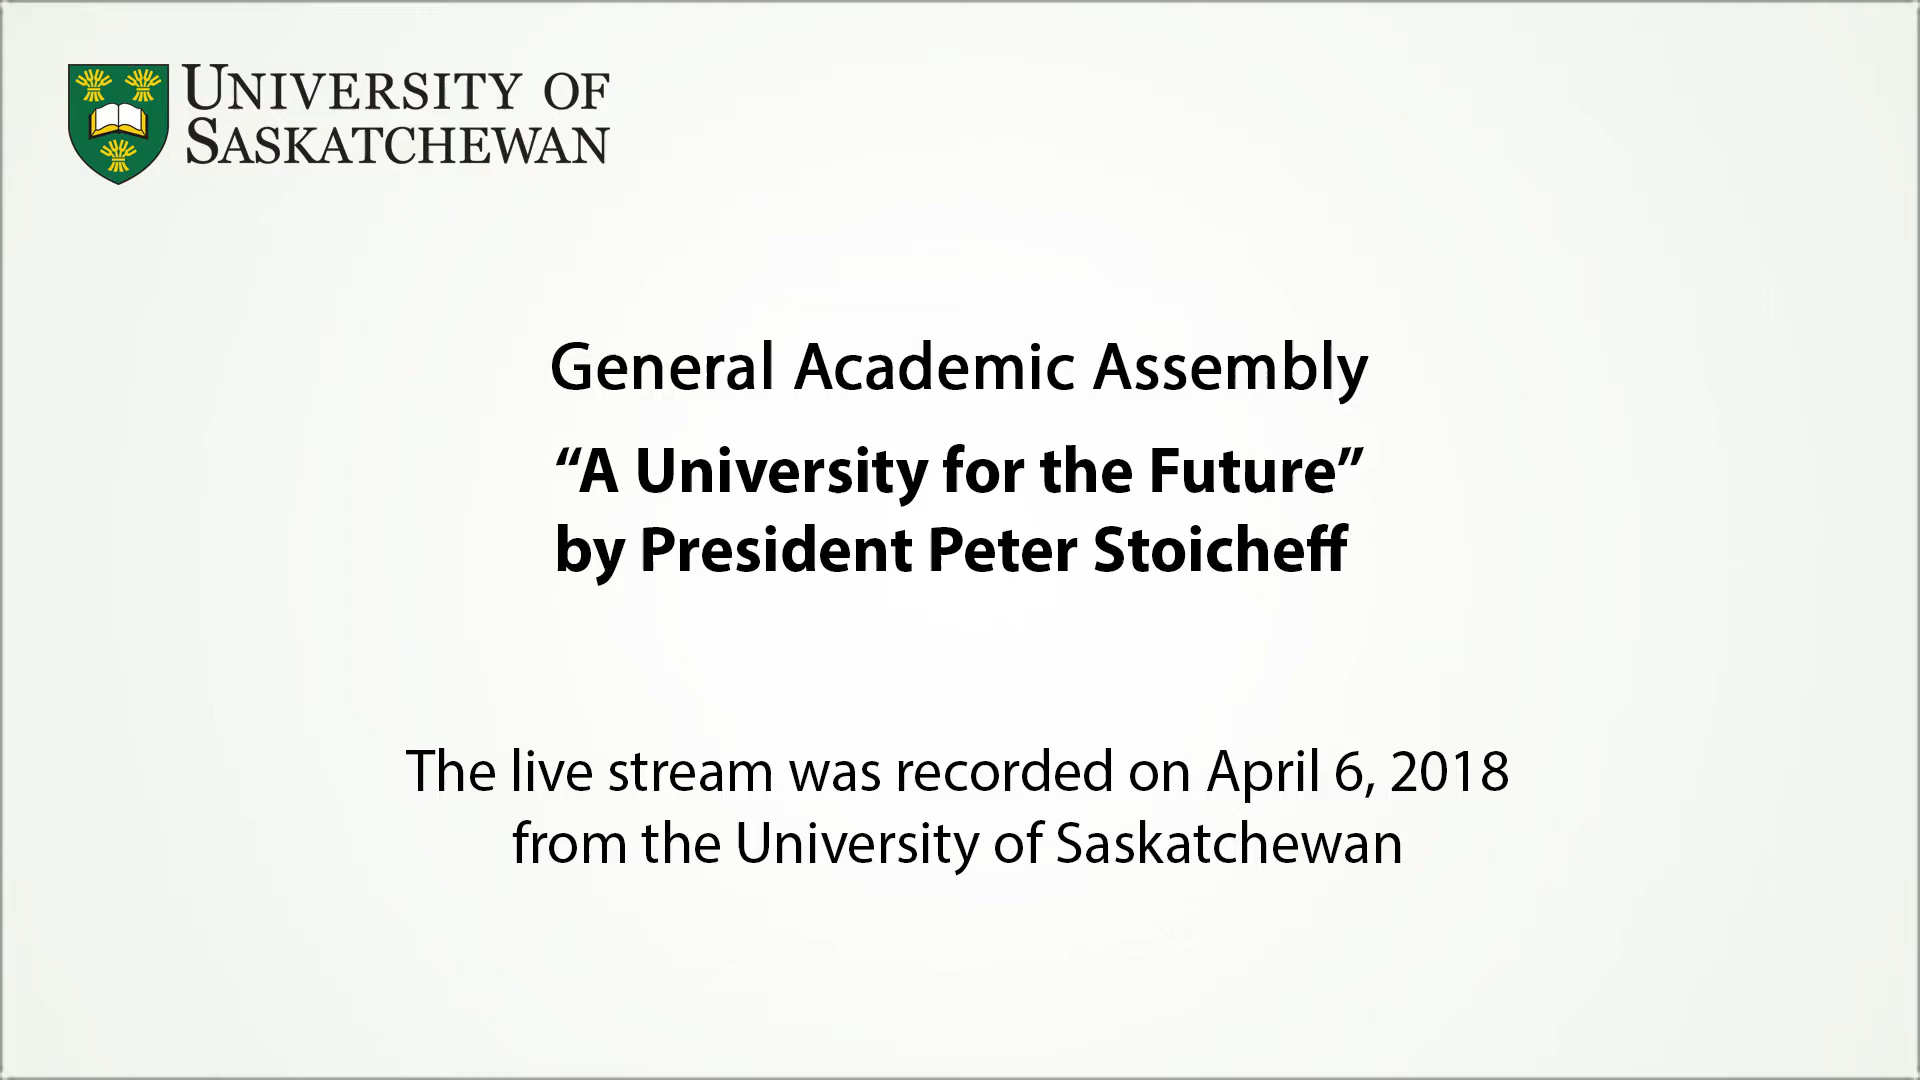 UNIVERSITY OF
SASKATCHEWAN
General Academic Assembly
“A University for the Future”
by President Peter Stoicheff
The live stream was recorded on April 6, 2018
from the University of Saskatchewan